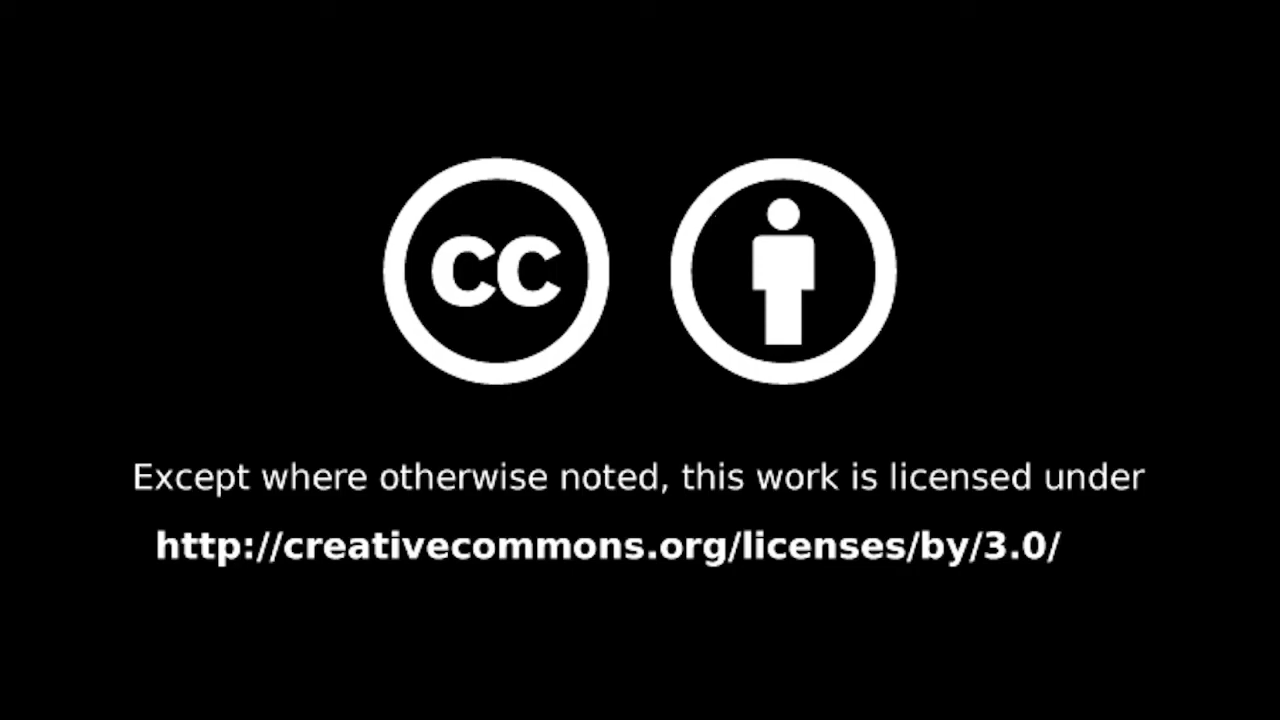 cc
Except where otherwise noted, this work is licensed under
http://creativecommons.org/licenses/by/3.0/